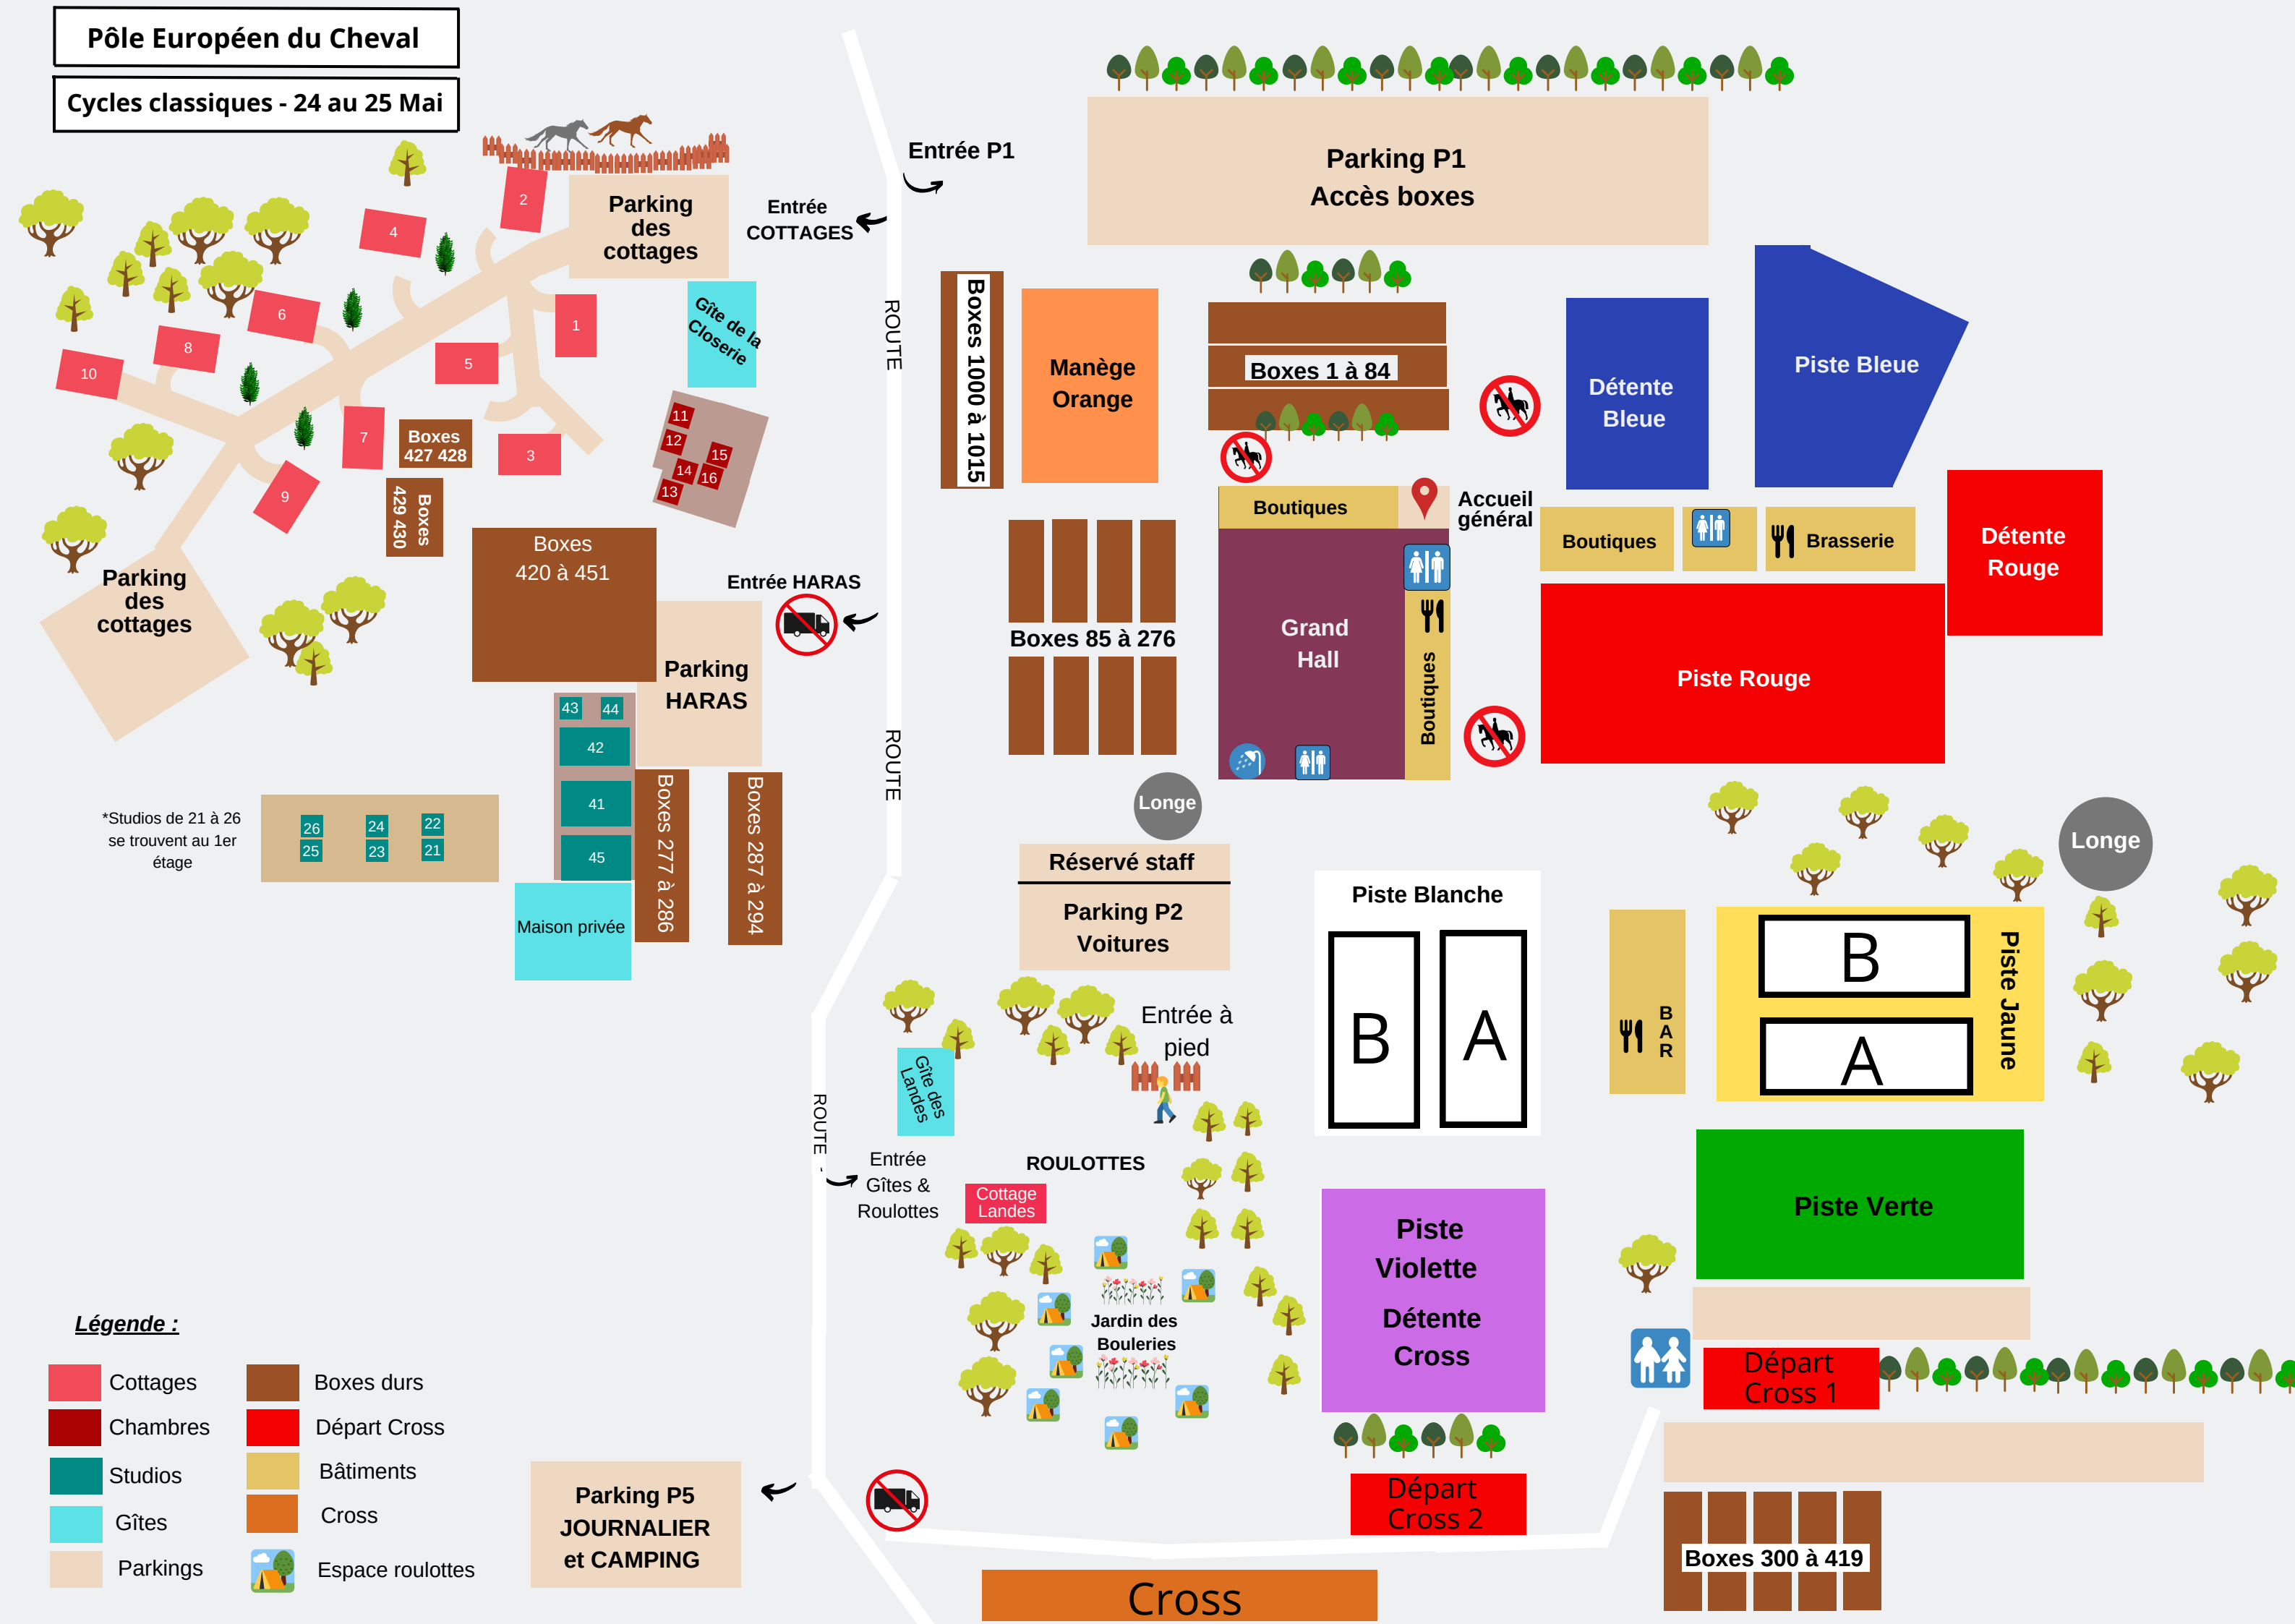 Pôle Européen du Cheval
Cycles classiques - 24 au 25 Mai
Entrée P1
Parking P1
Accès boxes
Parking
des
cottages
Entrée
COTTAGES
2
4
6
8
10
1
5
7
3
9
Gîte de la
Closerie
ROUTE
Boxes 1000 à 1015
Manège
Orange
Boxes 1 à 84
Détente
Bleue
Piste Bleue
Boxes
427 428
Boxes
429 430
11
12
15
14
16
13
Boutiques
Accueil
général
Boutiques
Brasserie
Détente
Rouge
Boxes
420 à 451
Entrée HARAS
Parking
des
cottages
Parking
HARAS
Boxes 85 à 276
Grand
Hall
Boutiques
Piste Rouge
43
44
42
41
45
ROUTE
Boxes 277 à 286
Boxes 287 à 294
*Studios de 21 à 26
se trouvent au 1er
étage
26
24
22
25
23
21
Maison privée
Longe
Réservé staff
Parking P2
Voitures
Longe
Piste Blanche
B
A
B
A
R
B
A
Piste Jaune
Entrée à
pied
Gîte des
Landes
ROUTE -
Entrée
Gîtes &
Roulottes
ROULOTTES
Cottage
Landes
Piste Verte
Piste
Violette
Détente
Cross
Jardin des
Bouleries
Départ
Cross 1
Départ
Cross 2
Boxes 300 à 419
Parking P5
JOURNALIER
et CAMPING
Cross
Légende :
Cottages
Boxes durs
Chambres
Départ Cross
Studios
Bâtiments
Gîtes
Cross
Parkings
Espace roulottes